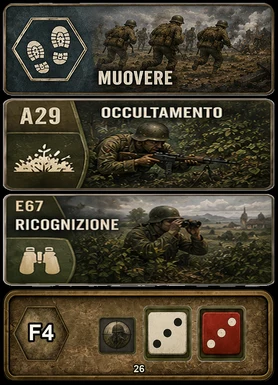 MUOVERE
A29
OCCULTAMENTO
E67
RICOGNIZIONE
F4
26